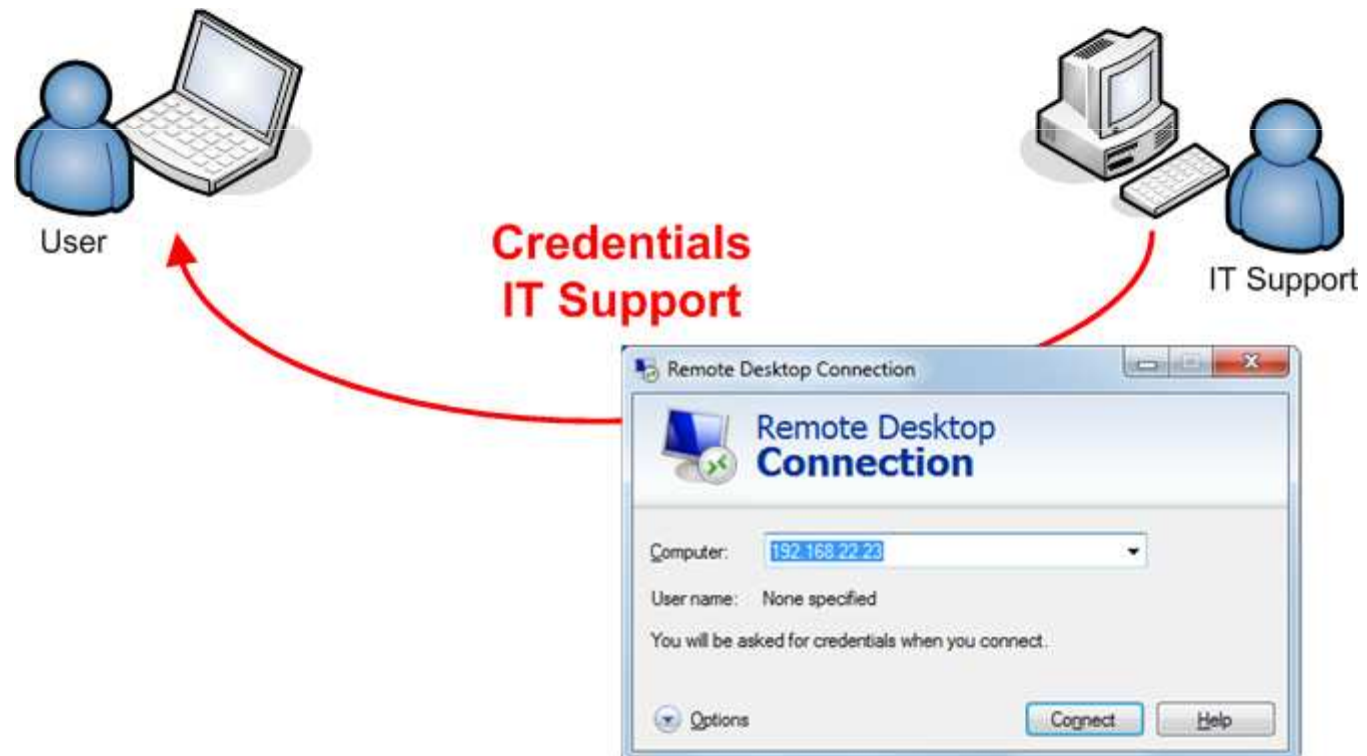 User
Credentials
IT Support
IT Support
Remote Desktop Connection
Remote Desktop
Connection
Computer: 192.168.22.23
User name: None specified
You will be asked for credentials when you connect.
Options Connect Help